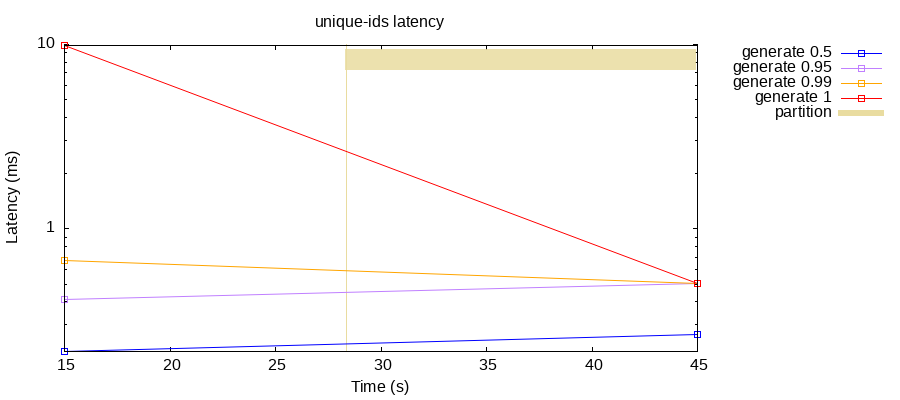 unique-ids latency
10
1
Latency (ms)
15 20 25 30 35 40 45
Time (s)
generate 0.5
generate 0.95
generate 0.99
generate 1
partition